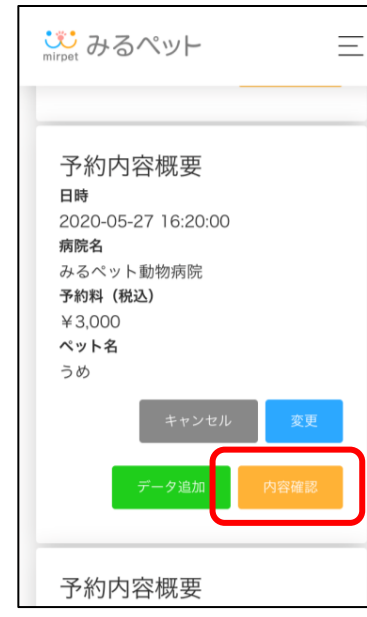 mirpet みるペット
予約内容概要
日時
2020-05-27 16:20:00
病院名
みるペット動物病院
予約料（税込）
￥3,000
ペット名
うめ
キャンセル 変更
データ追加 内容確認
予約内容概要